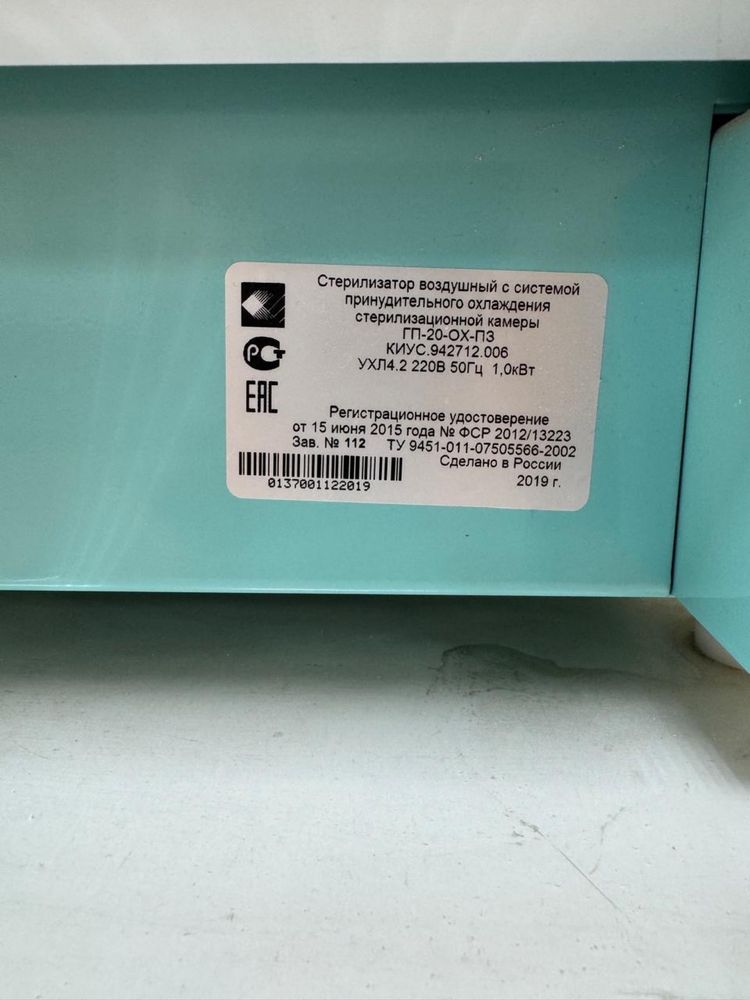 Стерилизатор воздушный с системой
принудительного охлаждения
стерилизационной камеры
ГП-20-ОХ-ПЗ
КИУС.942712.006
УХЛ4.2 220В 50Гц 1,0кВт
РСТ
EAC
Регистрационное удостоверение
от 15 июня 2015 года № ФСР 2012/13223
Зав. № 112 ТУ 9451-011-07505566-2002
Сделано в России
0137001122019 2019 г.